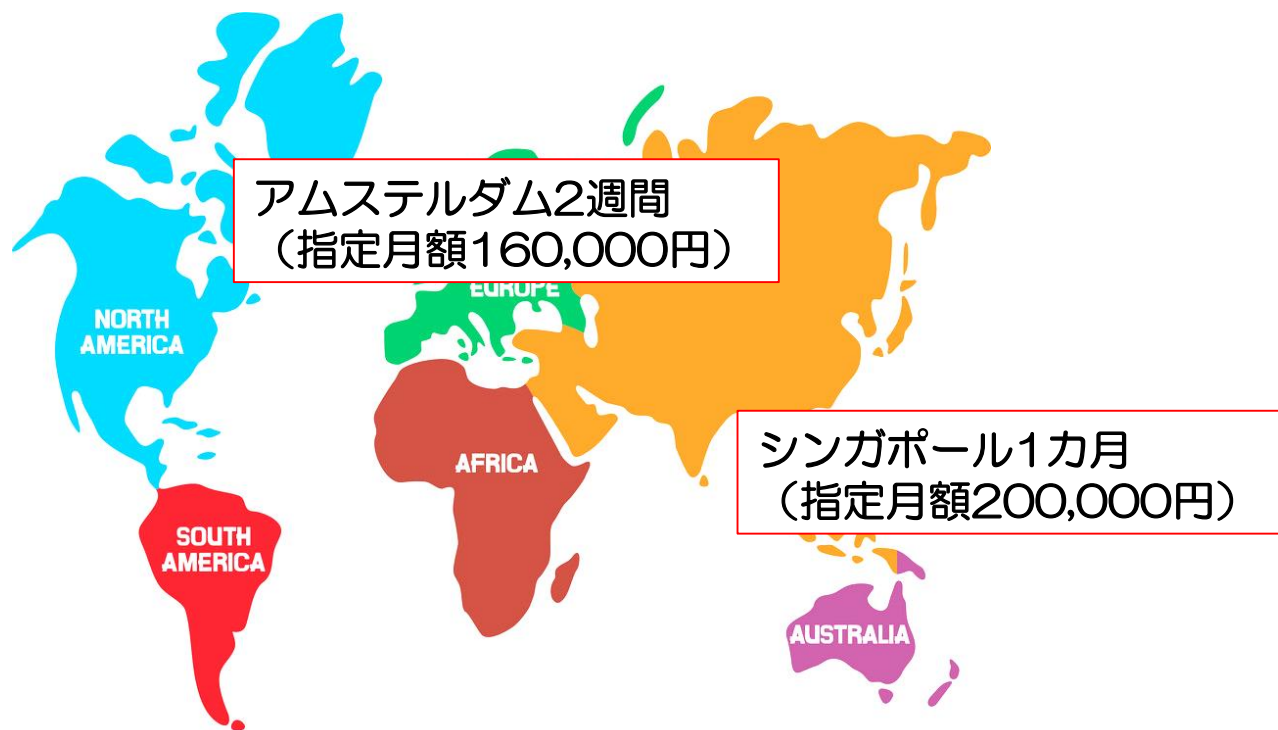 アムステルダム2週間
（指定月額160,000円）
EUROPE
NORTH
AMERICA
シンガポール1カ月
（指定月額200,000円）
AFRICA
SOUTH
AMERICA
AUSTRALIA